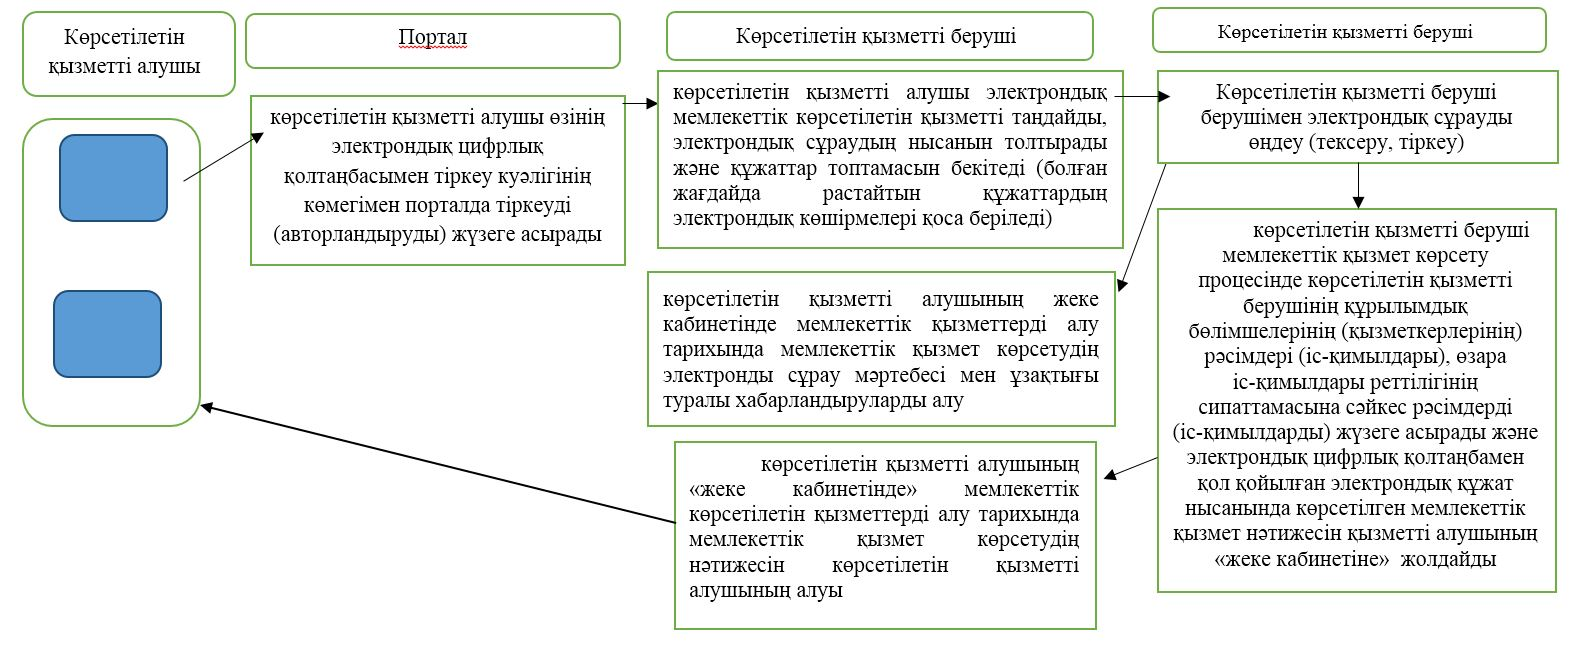 Көрсетілетін
қызметті алушы
Портал
Көрсетілетін қызметті беруші
Көрсетілетін қызметті беруші
көрсетілетін қызметті алушы өзінің
электрондық цифрлық
қолтаңбасымен тіркеу куәлігінің
көмегімен порталда тіркеуді
(авторландыруды) жүзеге асырады
көрсетілетін қызметті алушы электрондық
мемлекеттік көрсетілетін қызметті таңдайды,
электрондық сұраудың нысанын толтырады
және құжаттар топтамасын бекітеді (болған
жағдайда растайтын құжаттардың
электрондық көшірмелері қоса беріледі)
Көрсетілетін қызметті беруші
берушімен электрондық сұрауды
өңдеу (тексеру, тіркеу)
көрсетілетін қызметті алушының жеке
кабинетінде мемлекеттік қызметтерді алу
тарихында мемлекеттік қызмет көрсетудің
электронды сұрау мәртебесі мен ұзақтығы
туралы хабарландыруларды алу
көрсетілетін қызметті беруші
мемлекеттік қызмет көрсету
процесінде көрсетілетін қызметті
берушінің құрылымдық
бөлімшелерінің (қызметкерлерінің)
рәсімдері (іс-қимылдары), өзара
іс-қимылдары реттілігінің
сипаттамасына сәйкес рәсімдерді
(іс-қимылдарды) жүзеге асырады және
электрондық цифрлық қолтаңбамен
қол қойылған электрондық құжат
нысанында көрсетілген мемлекеттік
қызмет нәтижесін қызметті алушының
«жеке кабинетіне» жолдайды
көрсетілетін қызметті алушының
«жеке кабинетінде» мемлекеттік
көрсетілетін қызметтерді алу тарихында
мемлекеттік қызмет көрсетудің
нәтижесін көрсетілетін қызметті
алушының алуы